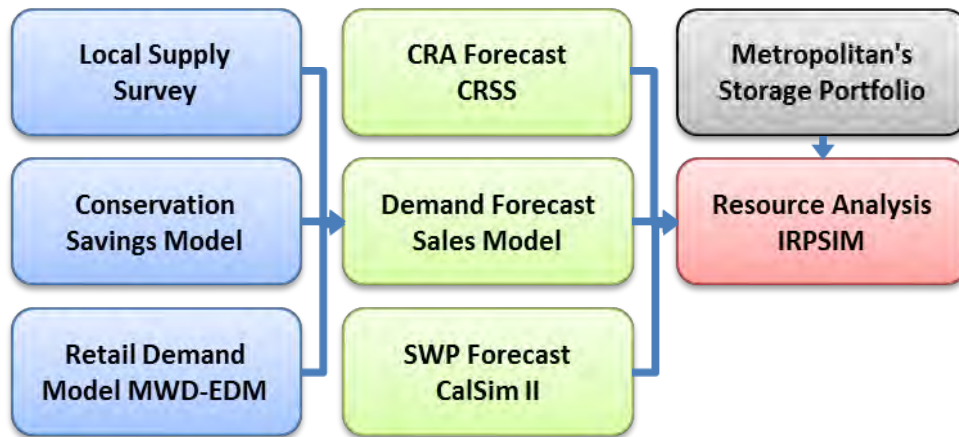 Local Supply
Survey
CRA Forecast
CRSS
Metropolitan's
Storage Portfolio
Conservation
Savings Model
Demand Forecast
Sales Model
Resource Analysis
IRPSIM
Retail Demand
Model MWD-EDM
SWP Forecast
CalSim II